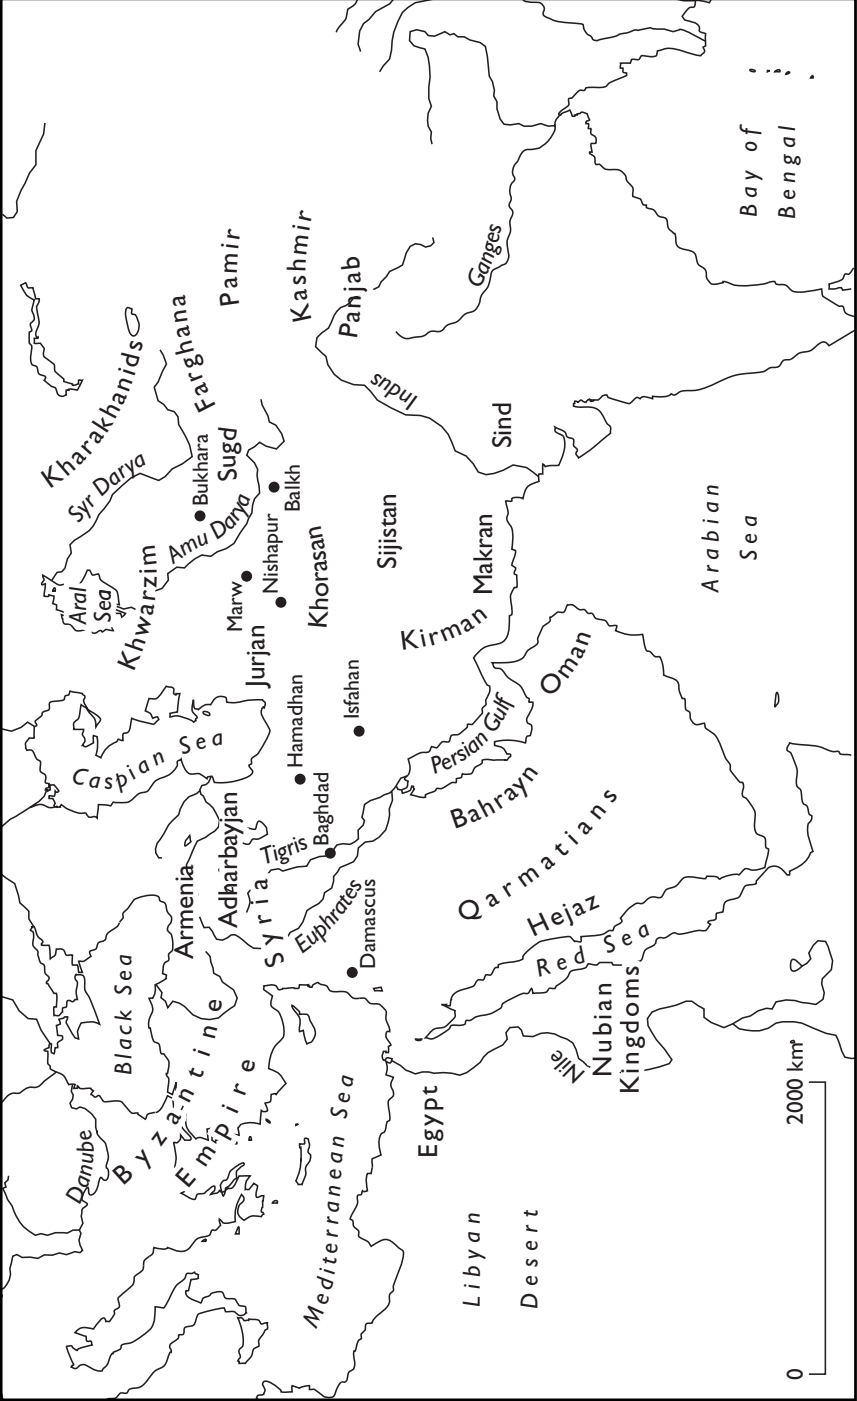 Danube
Black Sea
Byzantine
Empire
Mediterranean Sea
Libyan
Desert
Egypt
Nile
Nubian
Kingdoms
Red Sea
Hejaz
Qarmatians
Bahrayn
Oman
Persian Gulf
Armenia
Adharbayjan
Syria
Tigris
Euphrates
Damascus
Baghdad
Hamadhan
Isfahan
Caspian Sea
Aral
Sea
Khwarzim
Jurjan
Marw
Nishapur
Khorasan
Kirman
Makran
Sijistan
Balkh
Amu Darya
Bukhara
Sugd
Syr Darya
Kharakhanids
Farghana
Pamir
Kashmir
Panjab
Indus
Sind
Ganges
Arabian
Sea
Bay of
Bengal
0
2000 km